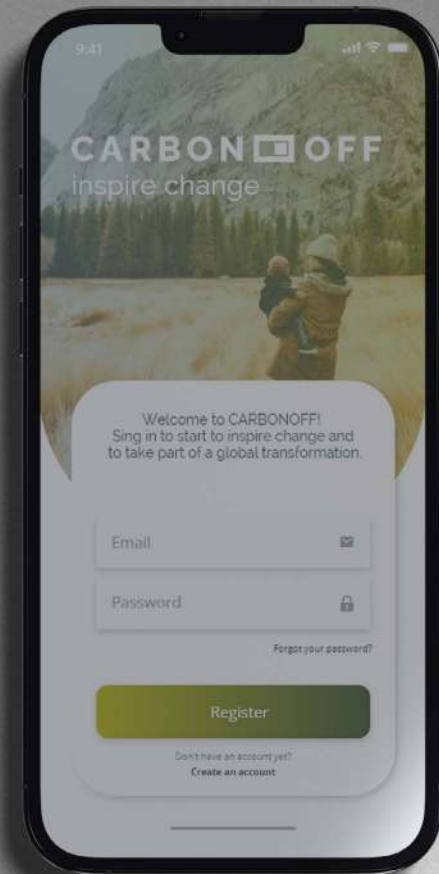 9:41
CARBON OFF
inspire change
Welcome to CARBONOFF!
Sing in to start to inspire change and
to take part of a global transformation.
Email
Password
Forgot your password?
Register
Don't have an account yet?
Create an account